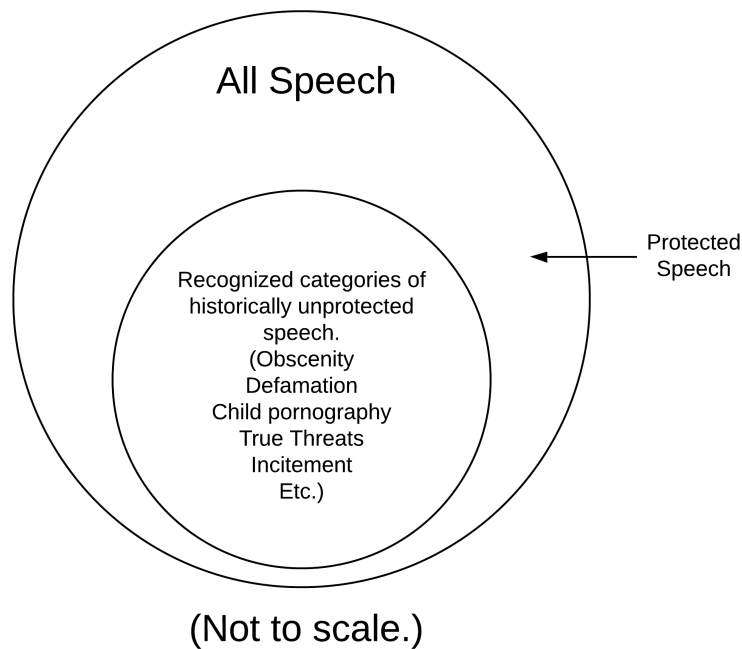 All Speech
Protected
Speech
Recognized categories of
historically unprotected
speech.
(Obscenity
Defamation
Child pornography
True Threats
Incitement
Etc.)
(Not to scale.)